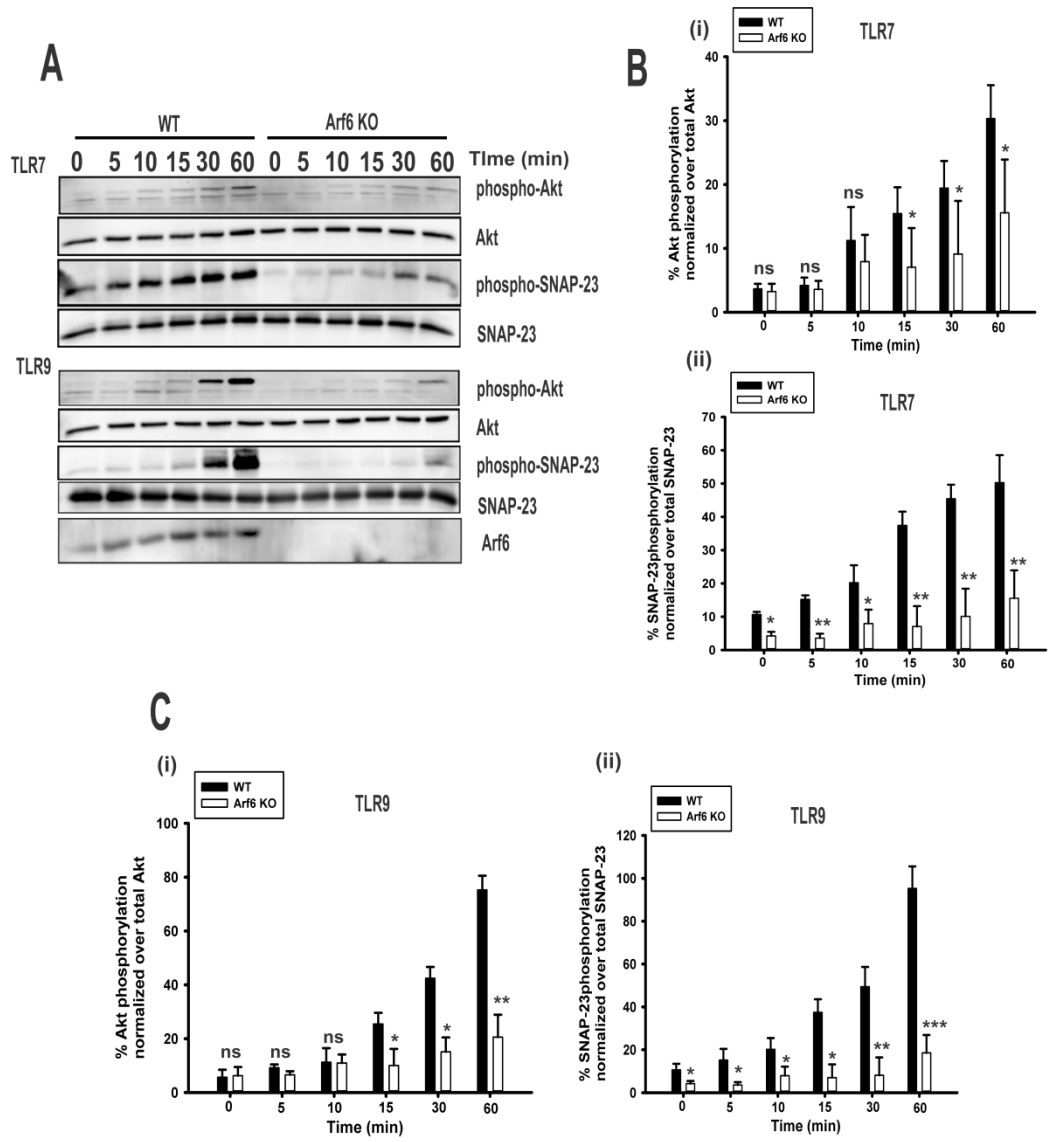 A
WT Arf6 KO
TLR7 0 5 10 15 30 60 0 5 10 15 30 60 TIme (min)
phospho-Akt
Akt
phospho-SNAP-23
SNAP-23
TLR9
phospho-Akt
Akt
phospho-SNAP-23
SNAP-23
Arf6
B
(i)
WT
Arf6 KO
TLR7
% Akt phosphorylation
normalized over total Akt
40
30
20
10
0
ns ns ns * * *
0 5 10 15 30 60
Time (min)
(ii)
WT
Arf6 KO
TLR7
% SNAP-23phosphorylation
normalized over total SNAP-23
70
60
50
40
30
20
10
0
* ** * ** ** **
0 5 10 15 30 60
Time (min)
C
(i)
WT
Arf6 KO
TLR9
% Akt phosphorylation
normalized over total Akt
100
80
60
40
20
0
ns ns ns * * **
0 5 10 15 30 60
Time (min)
(ii)
WT
Arf6 KO
TLR9
% SNAP-23phosphorylation
normalized over total SNAP-23
120
100
80
60
40
20
0
* * * * ** ***
0 5 10 15 30 60
Time (min)